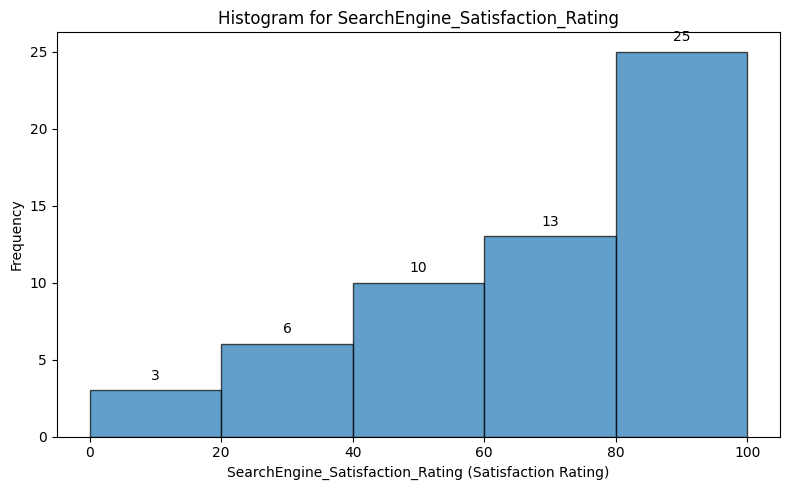 Histogram for SearchEngine_Satisfaction_Rating
25
25
20
15
13
10
10
6
5
3
0
0 20 40 60 80 100
Frequency
SearchEngine_Satisfaction_Rating (Satisfaction Rating)